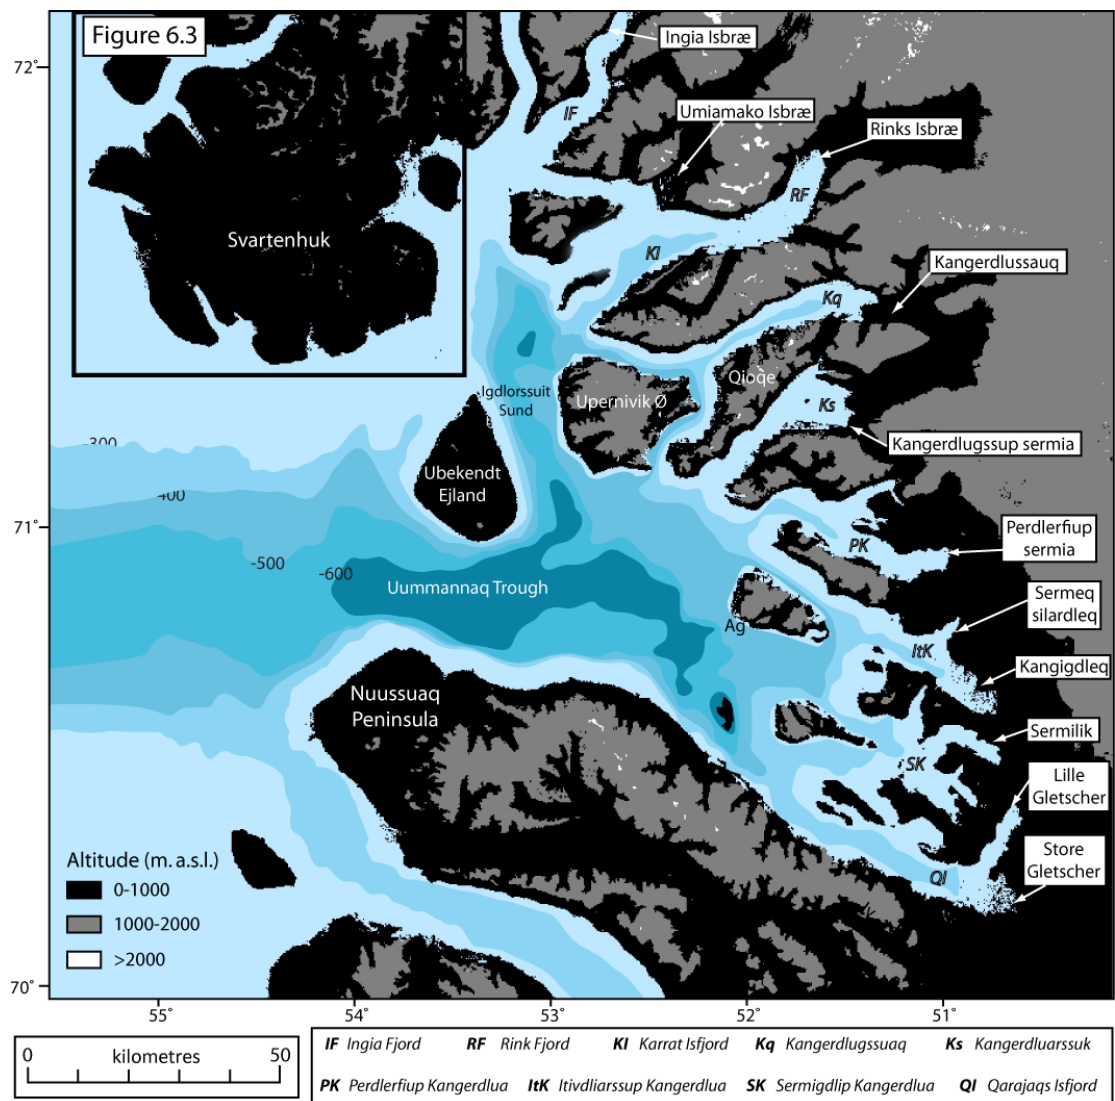 Figure 6.3
72°
Ingia Isbræ
IF
Umiamako Isbræ
Rinks Isbræ
RF
Svartenhuk
KI
Kangerdlussauq
Kq
Qioqe
Igdlorssuit
Sund
Upernivik Ø
Ks
-300
Kangerdlugssup sermia
Ubekendt
Ejland
-400
71°
Perdlerfiup
sermia
PK
-500
-600
Uummannaq Trough
Sermeq
silardleq
Ag
ItK
Kangigdleq
Nuussuaq
Peninsula
Sermilik
SK
Lille
Gletscher
Store
Gletscher
QI
Altitude (m. a.s.l.)
0-1000
1000-2000
>2000
70°
55°
54°
53°
52°
51°
0 kilometres 50
IF Ingia Fjord RF Rink Fjord KI Karrat Isfjord Kq Kangerdlugssuaq Ks Kangerdluarssuk
PK Perdlerfiup Kangerdlua ItK Itivdliarssup Kangerdlua SK Sermigdlip Kangerdlua QI Qarajaqs Isfjord